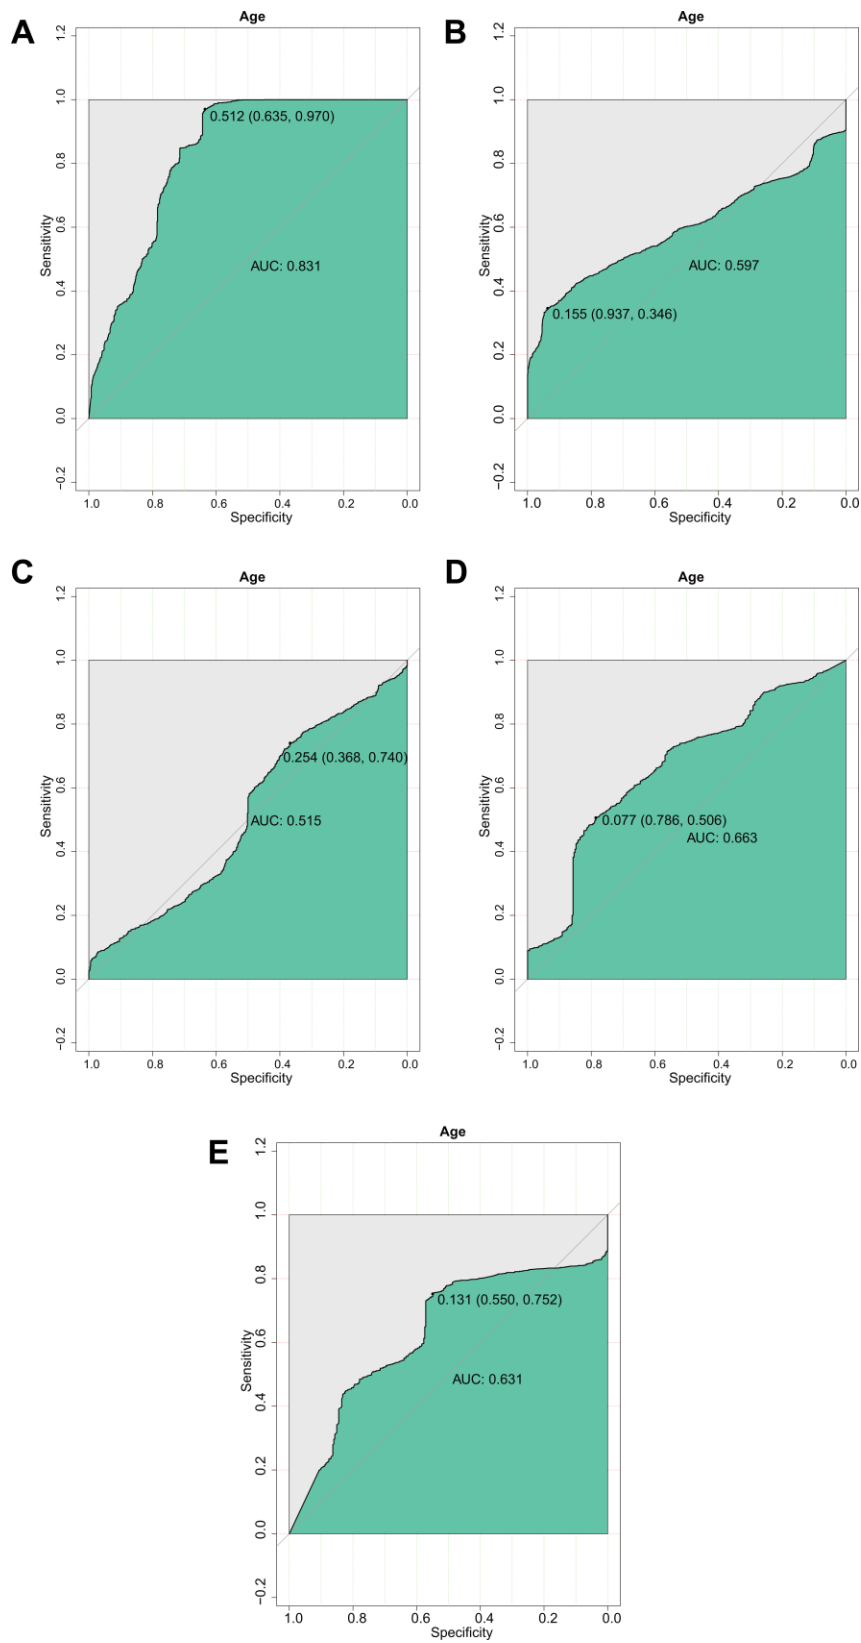 A
Age
1.2
1.0
0.8
0.6
0.4
0.2
0.0
−0.2
Sensitivity
0.512 (0.635, 0.970)
AUC: 0.831
1.0 0.8 0.6 0.4 0.2 0.0
Specificity
B
Age
1.2
1.0
0.8
0.6
0.4
0.2
0.0
−0.2
Sensitivity
AUC: 0.597
0.155 (0.937, 0.346)
1.0 0.8 0.6 0.4 0.2 0.0
Specificity
C
Age
1.2
1.0
0.8
0.6
0.4
0.2
0.0
−0.2
Sensitivity
0.254 (0.368, 0.740)
AUC: 0.515
1.0 0.8 0.6 0.4 0.2 0.0
Specificity
D
Age
1.2
1.0
0.8
0.6
0.4
0.2
0.0
−0.2
Sensitivity
0.077 (0.786, 0.506)
AUC: 0.663
1.0 0.8 0.6 0.4 0.2 0.0
Specificity
E
Age
1.2
1.0
0.8
0.6
0.4
0.2
0.0
−0.2
Sensitivity
0.131 (0.550, 0.752)
AUC: 0.631
1.0 0.8 0.6 0.4 0.2 0.0
Specificity